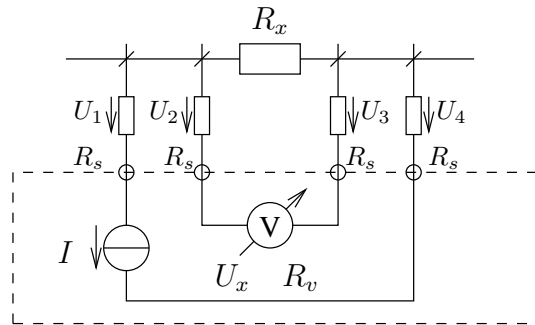 R_x
U_1 U_2 U_3 U_4
R_s R_s R_s R_s
V
I
U_x R_v